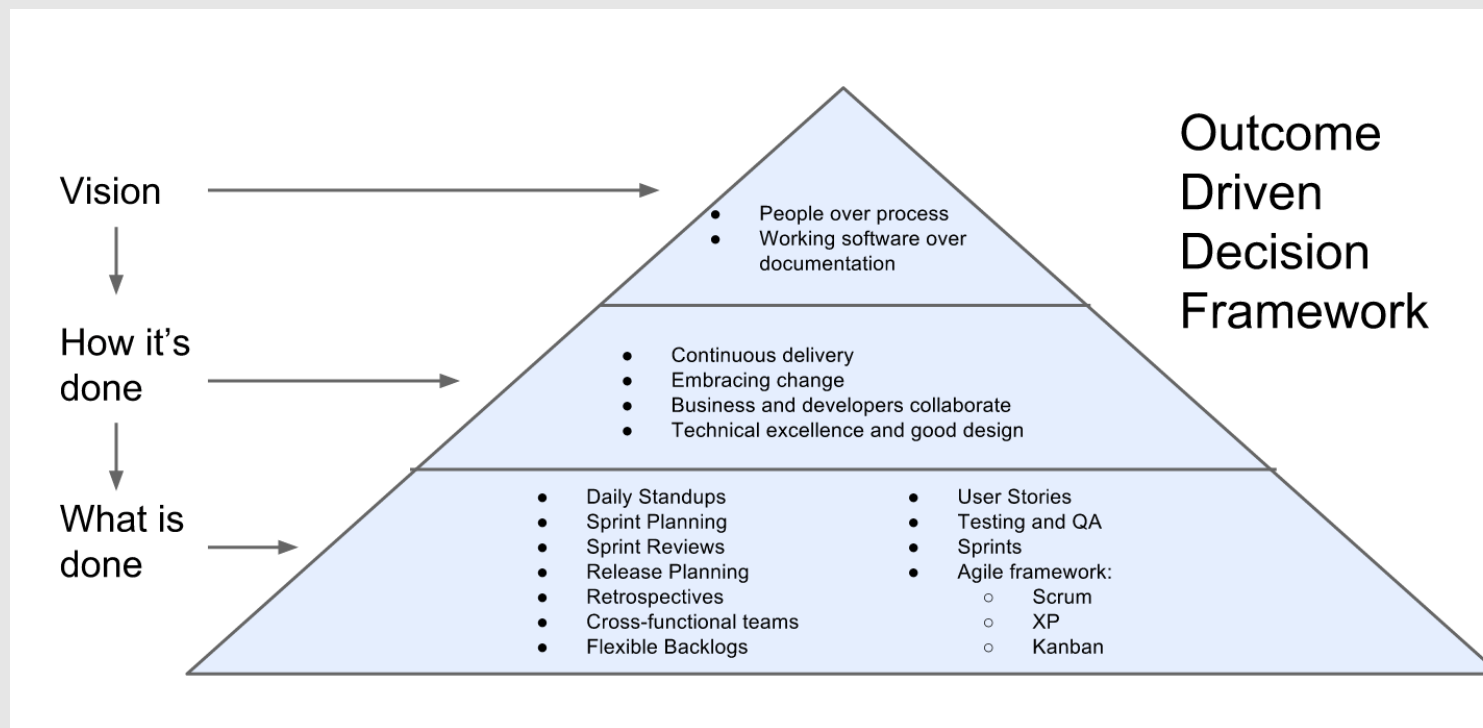 Outcome
Driven
Decision
Framework
Vision
● People over process
● Working software over
documentation
How it’s
done
● Continuous delivery
● Embracing change
● Business and developers collaborate
● Technical excellence and good design
What is
done
● Daily Standups
● Sprint Planning
● Sprint Reviews
● Release Planning
● Retrospectives
● Cross-functional teams
● Flexible Backlogs
● User Stories
● Testing and QA
● Sprints
● Agile framework:
○ Scrum
○ XP
○ Kanban